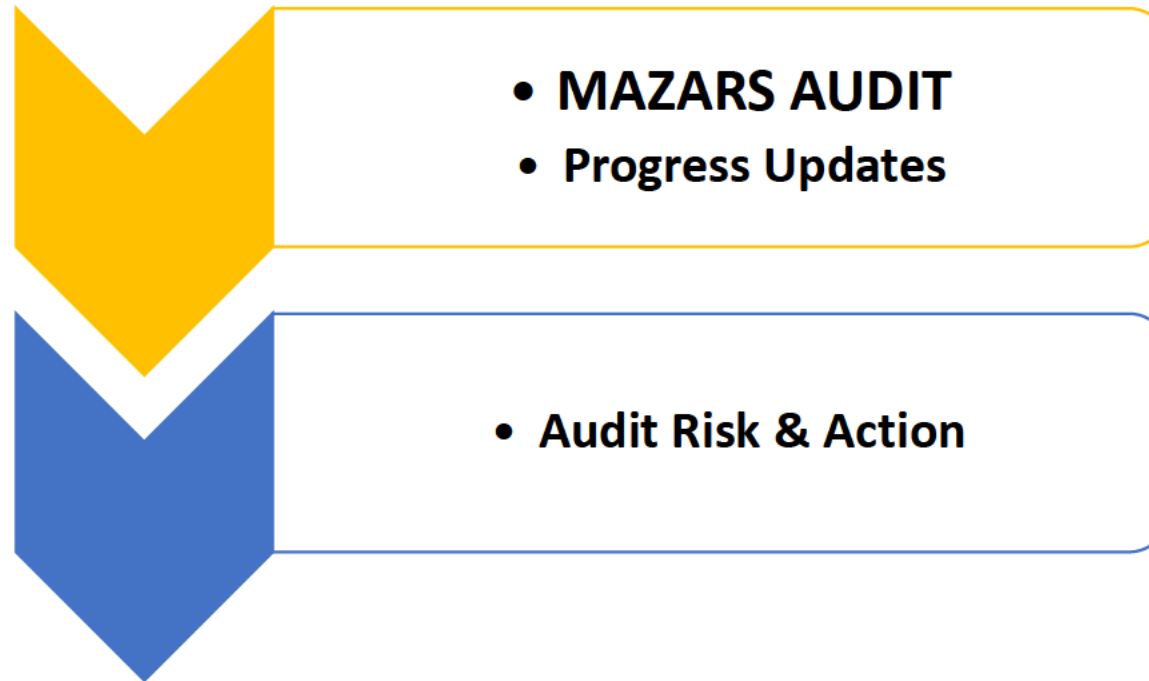 • MAZARS AUDIT
• Progress Updates
• Audit Risk & Action